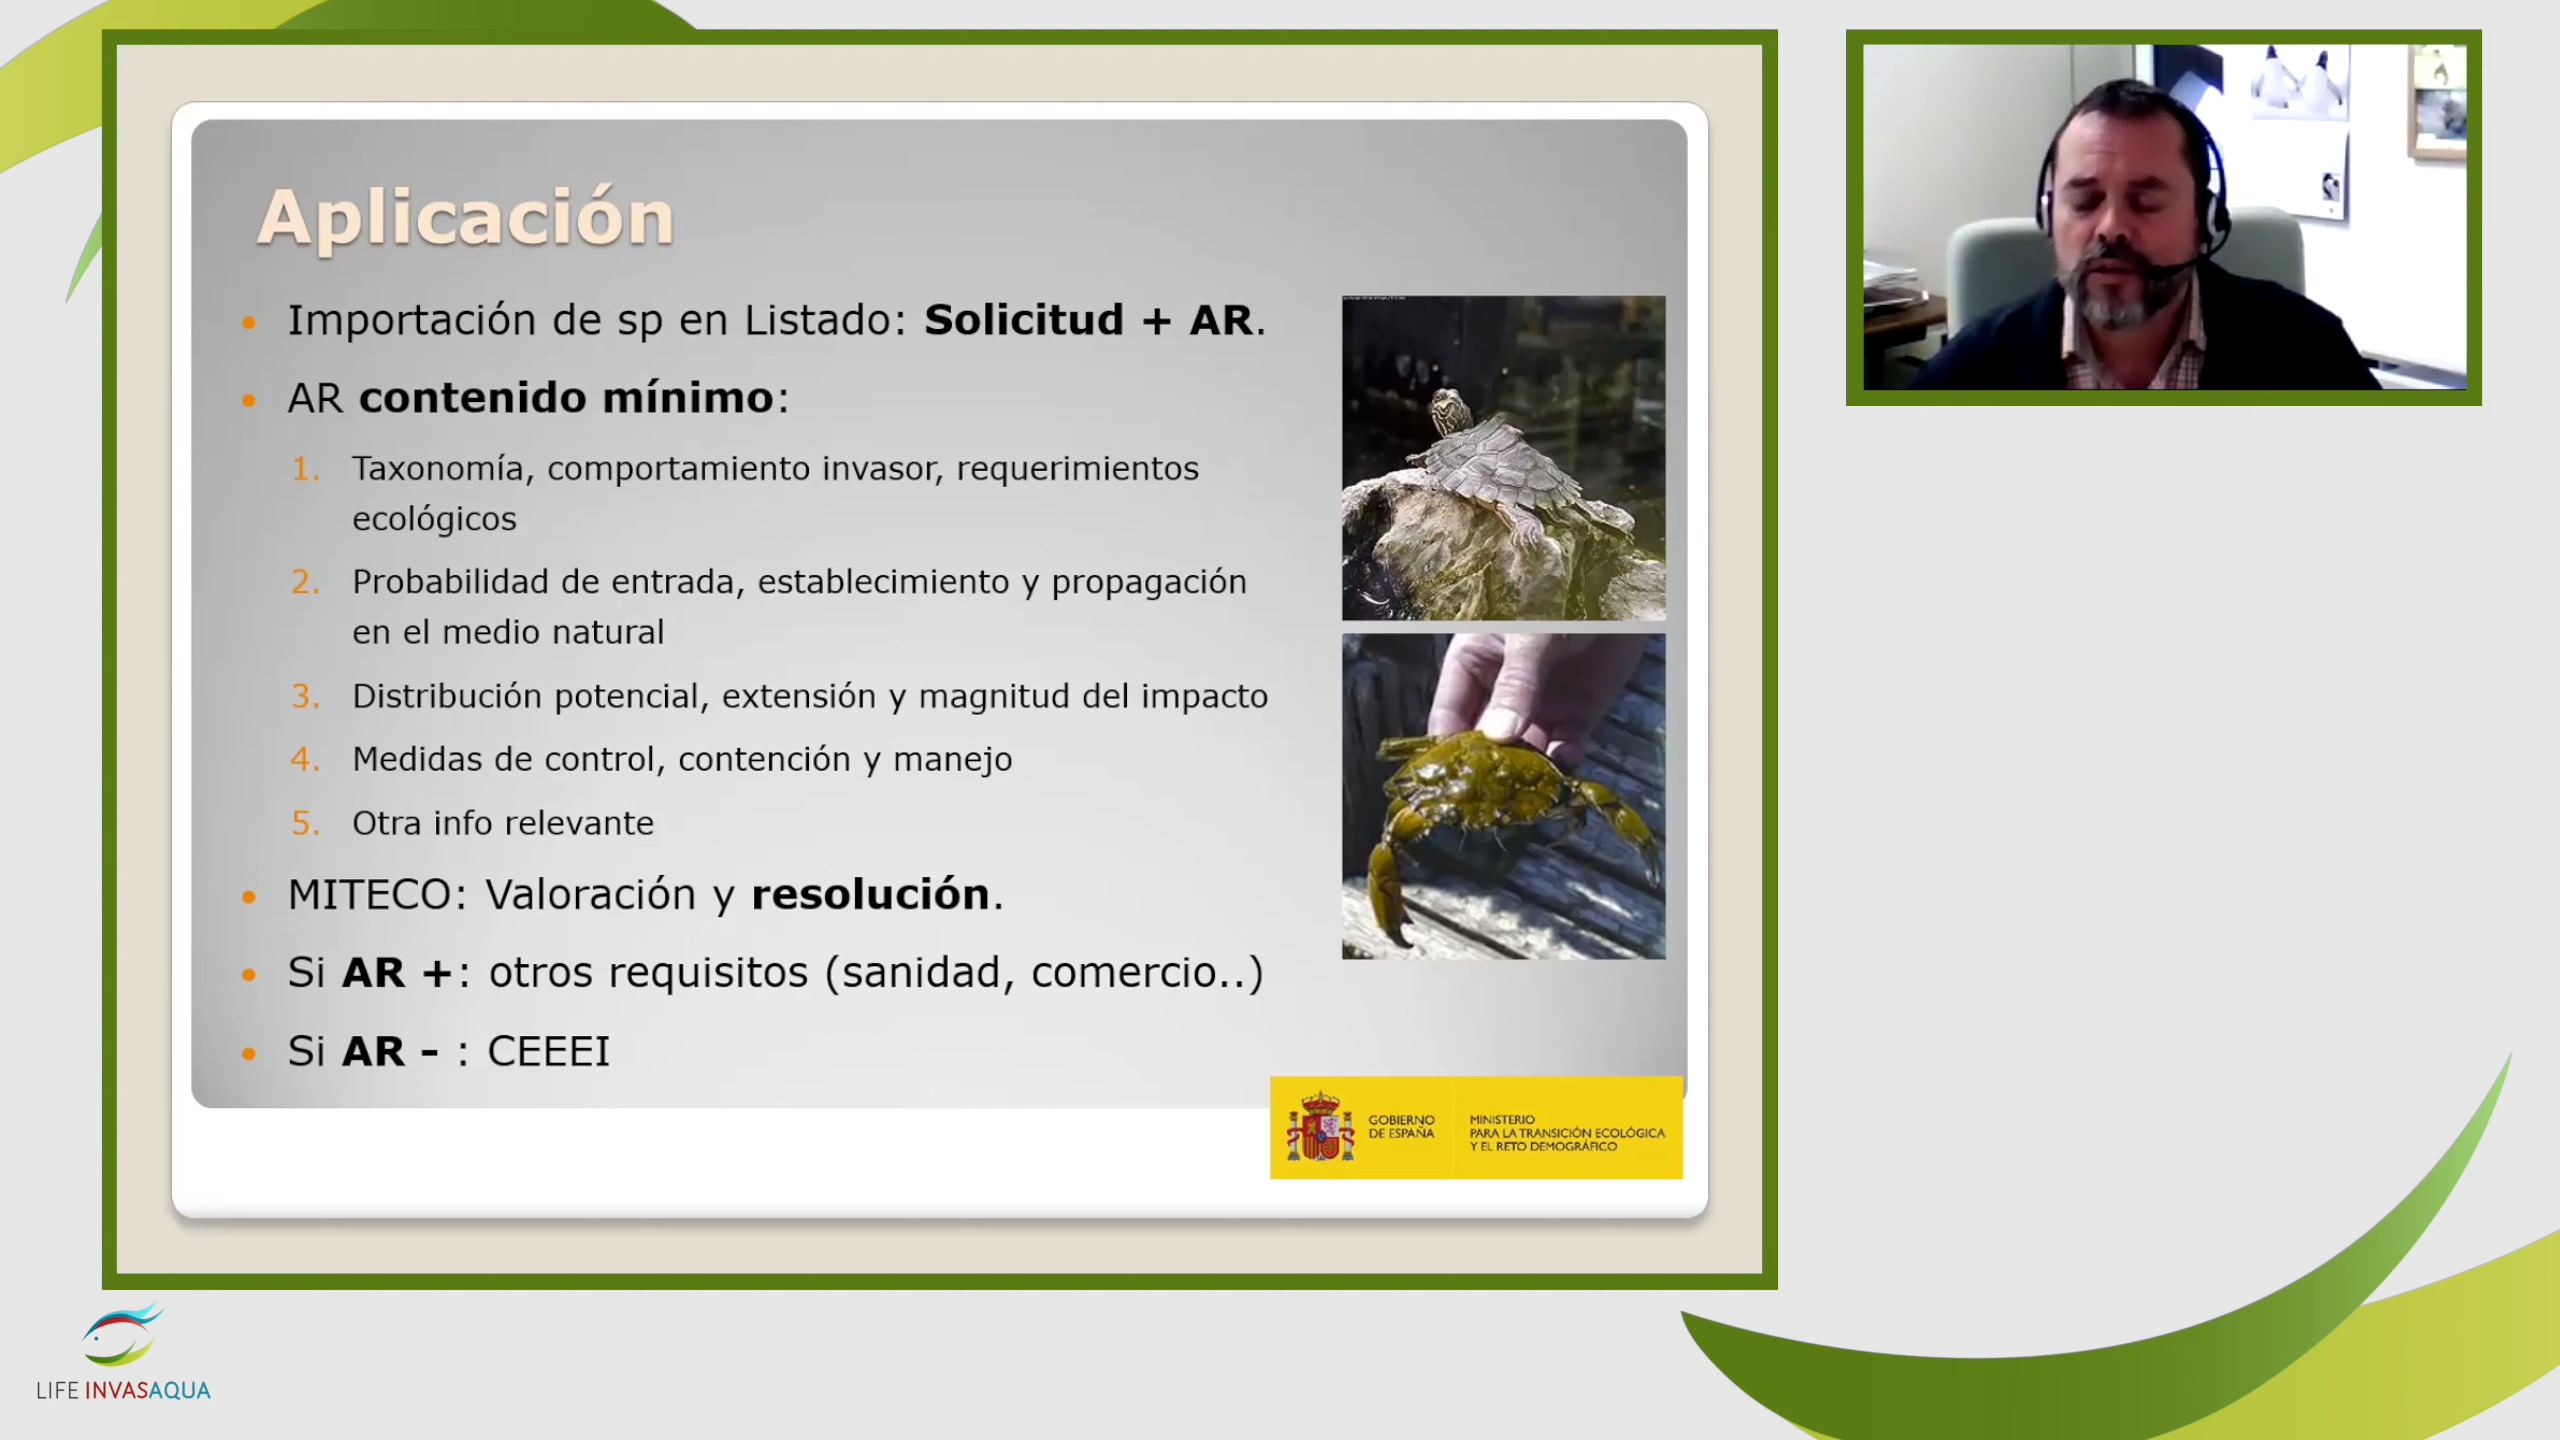 Aplicación
• Importación de sp en Listado: Solicitud + AR.
• AR contenido mínimo:
1. Taxonomía, comportamiento invasor, requerimientos
ecológicos
2. Probabilidad de entrada, establecimiento y propagación
en el medio natural
3. Distribución potencial, extensión y magnitud del impacto
4. Medidas de control, contención y manejo
5. Otra info relevante
• MITECO: Valoración y resolución.
• Si AR +: otros requisitos (sanidad, comercio..)
• Si AR - : CEEEI
GOBIERNO
DE ESPAÑA
MINISTERIO
PARA LA TRANSICIÓN ECOLÓGICA
Y EL RETO DEMOGRÁFICO
LIFE INVASAQUA